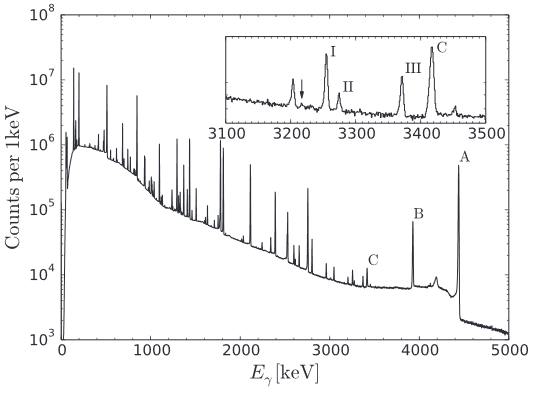 10^8
10^7
10^6
10^5
10^4
10^3
Counts per 1keV
I
II
III
C
3100 3200 3300 3400 3500
A
B
C
0 1000 2000 3000 4000 5000
E_γ [keV]